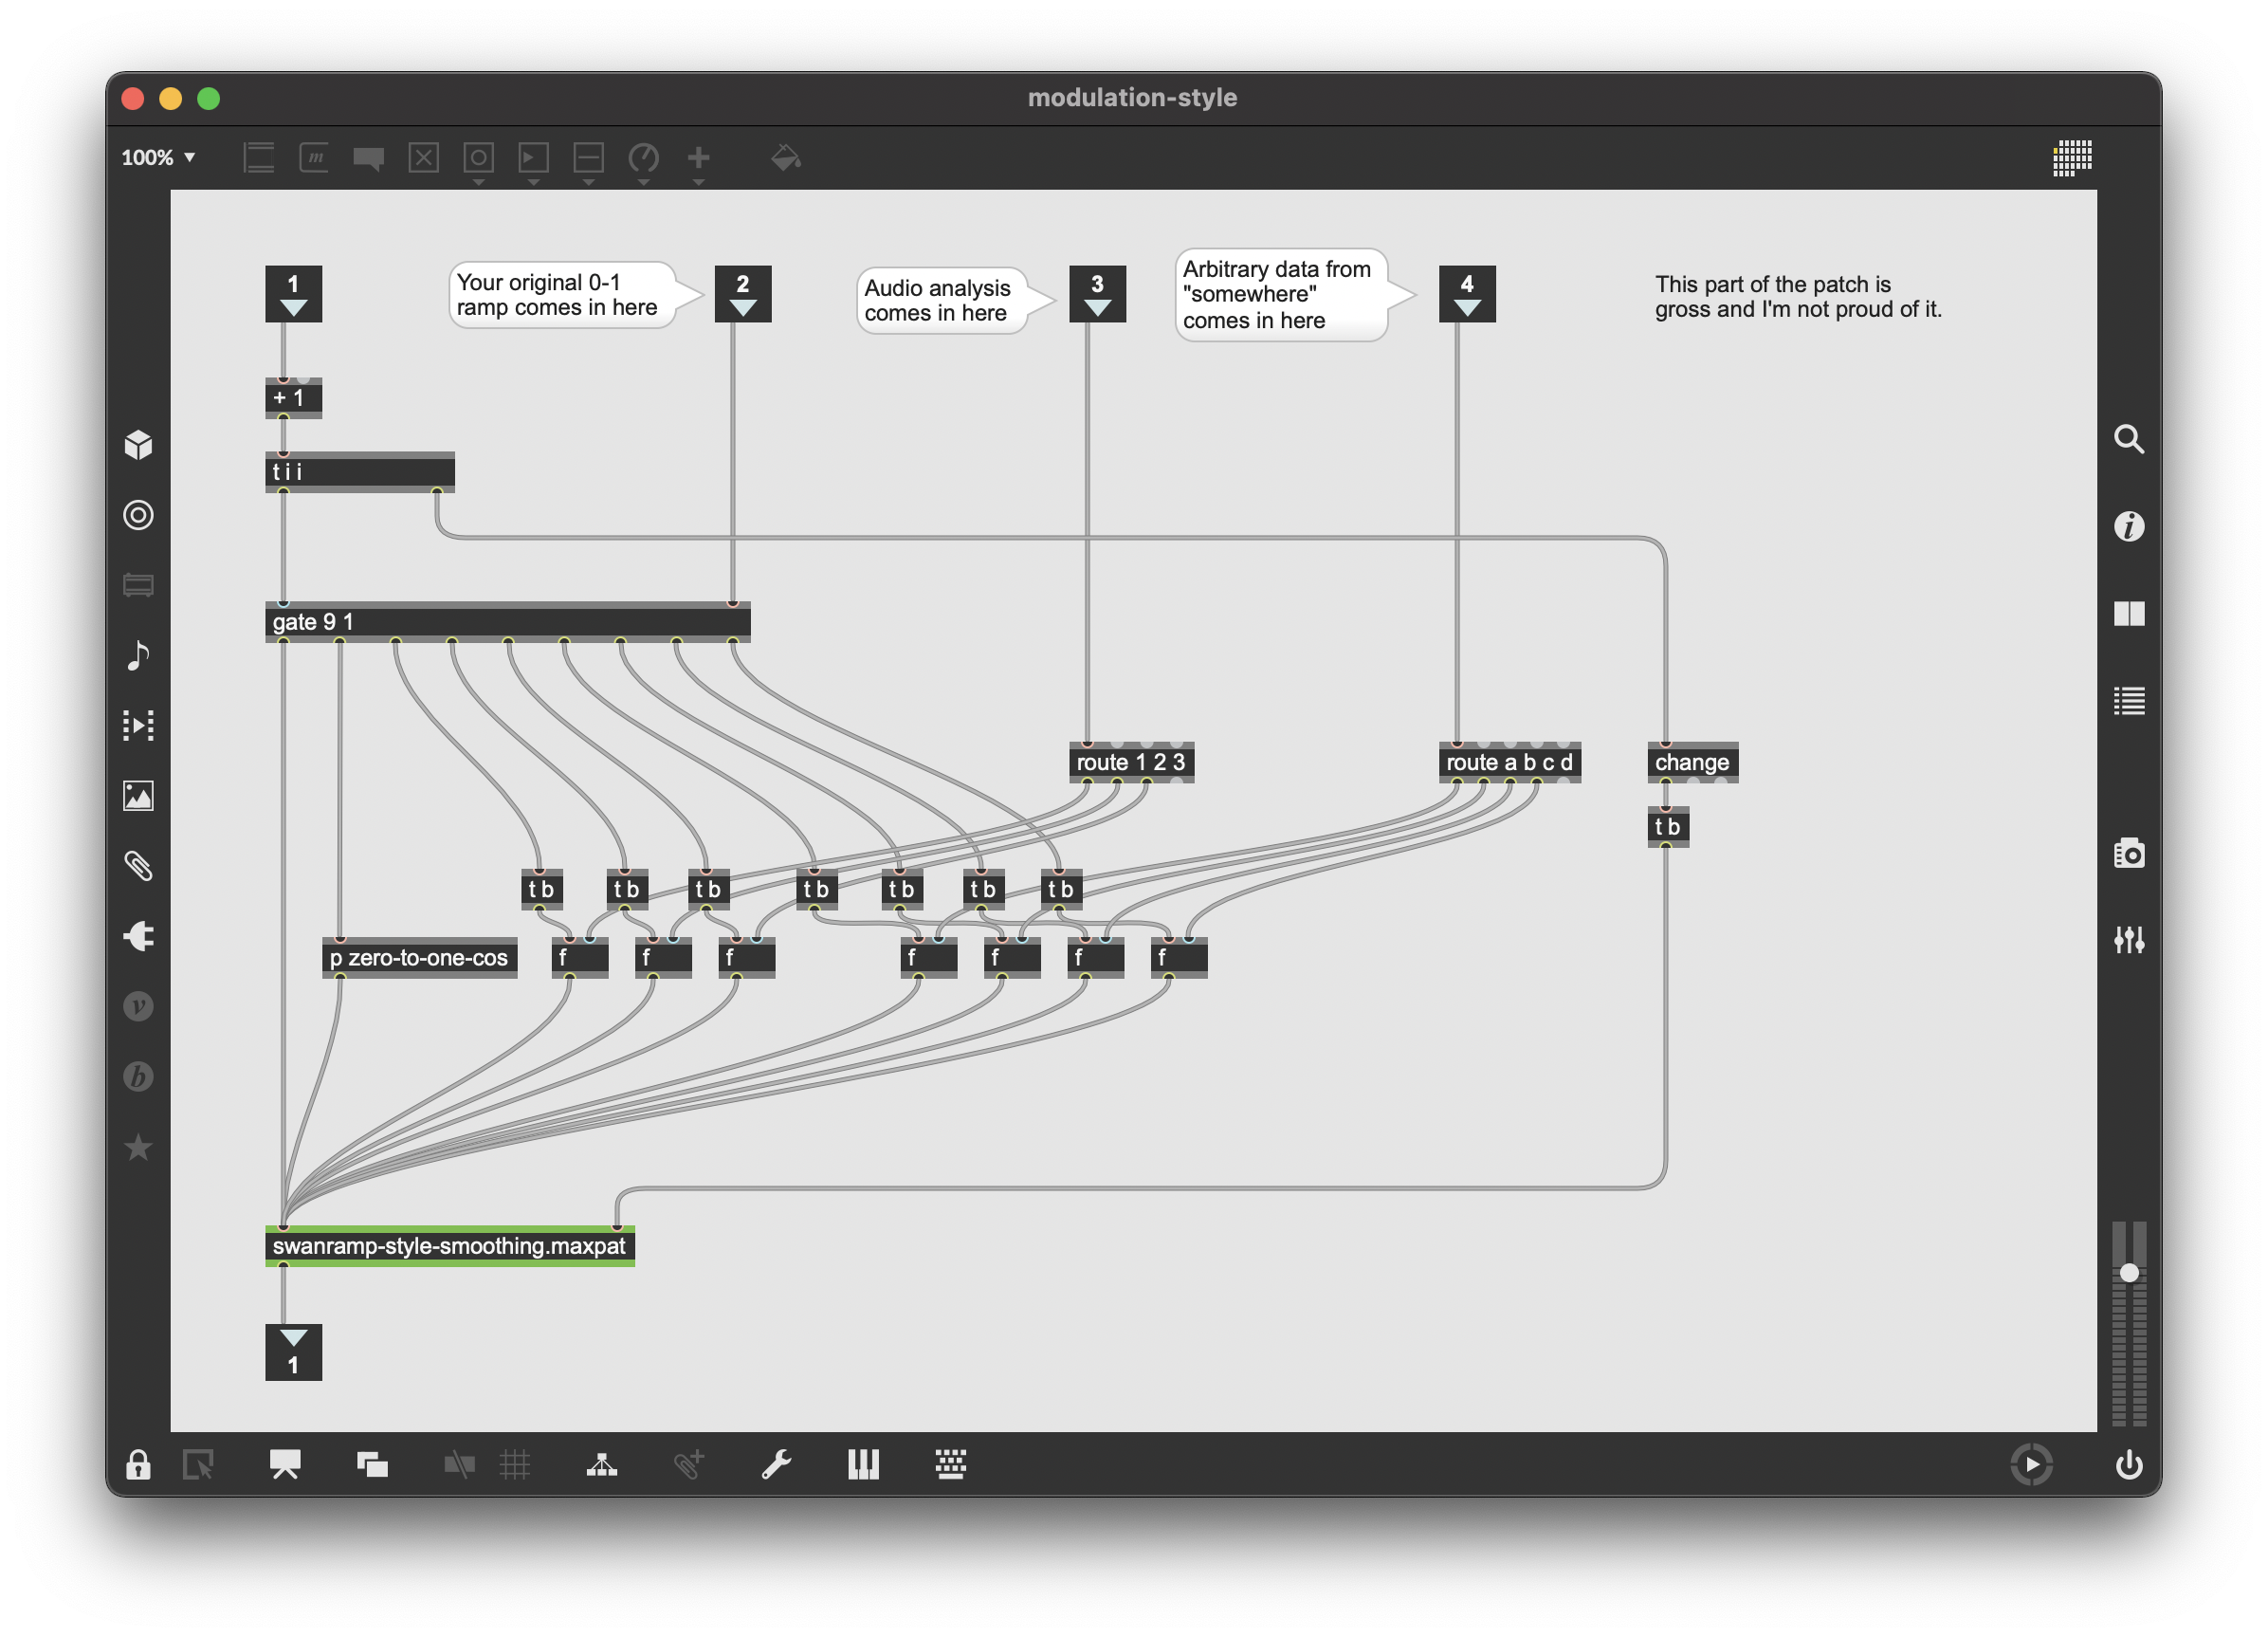 modulation-style
100%
m
1
Your original 0-1
ramp comes in here
2
Audio analysis
comes in here
3
Arbitrary data from
"somewhere"
comes in here
4
This part of the patch is
gross and I'm not proud of it.
+ 1
t i i
gate 9 1
route 1 2 3
route a b c d
change
t b
t b
t b
t b
t b
t b
t b
t b
p zero-to-one-cos
f
f
f
f
f
f
f
swanramp-style-smoothing.maxpat
1
i
v
b